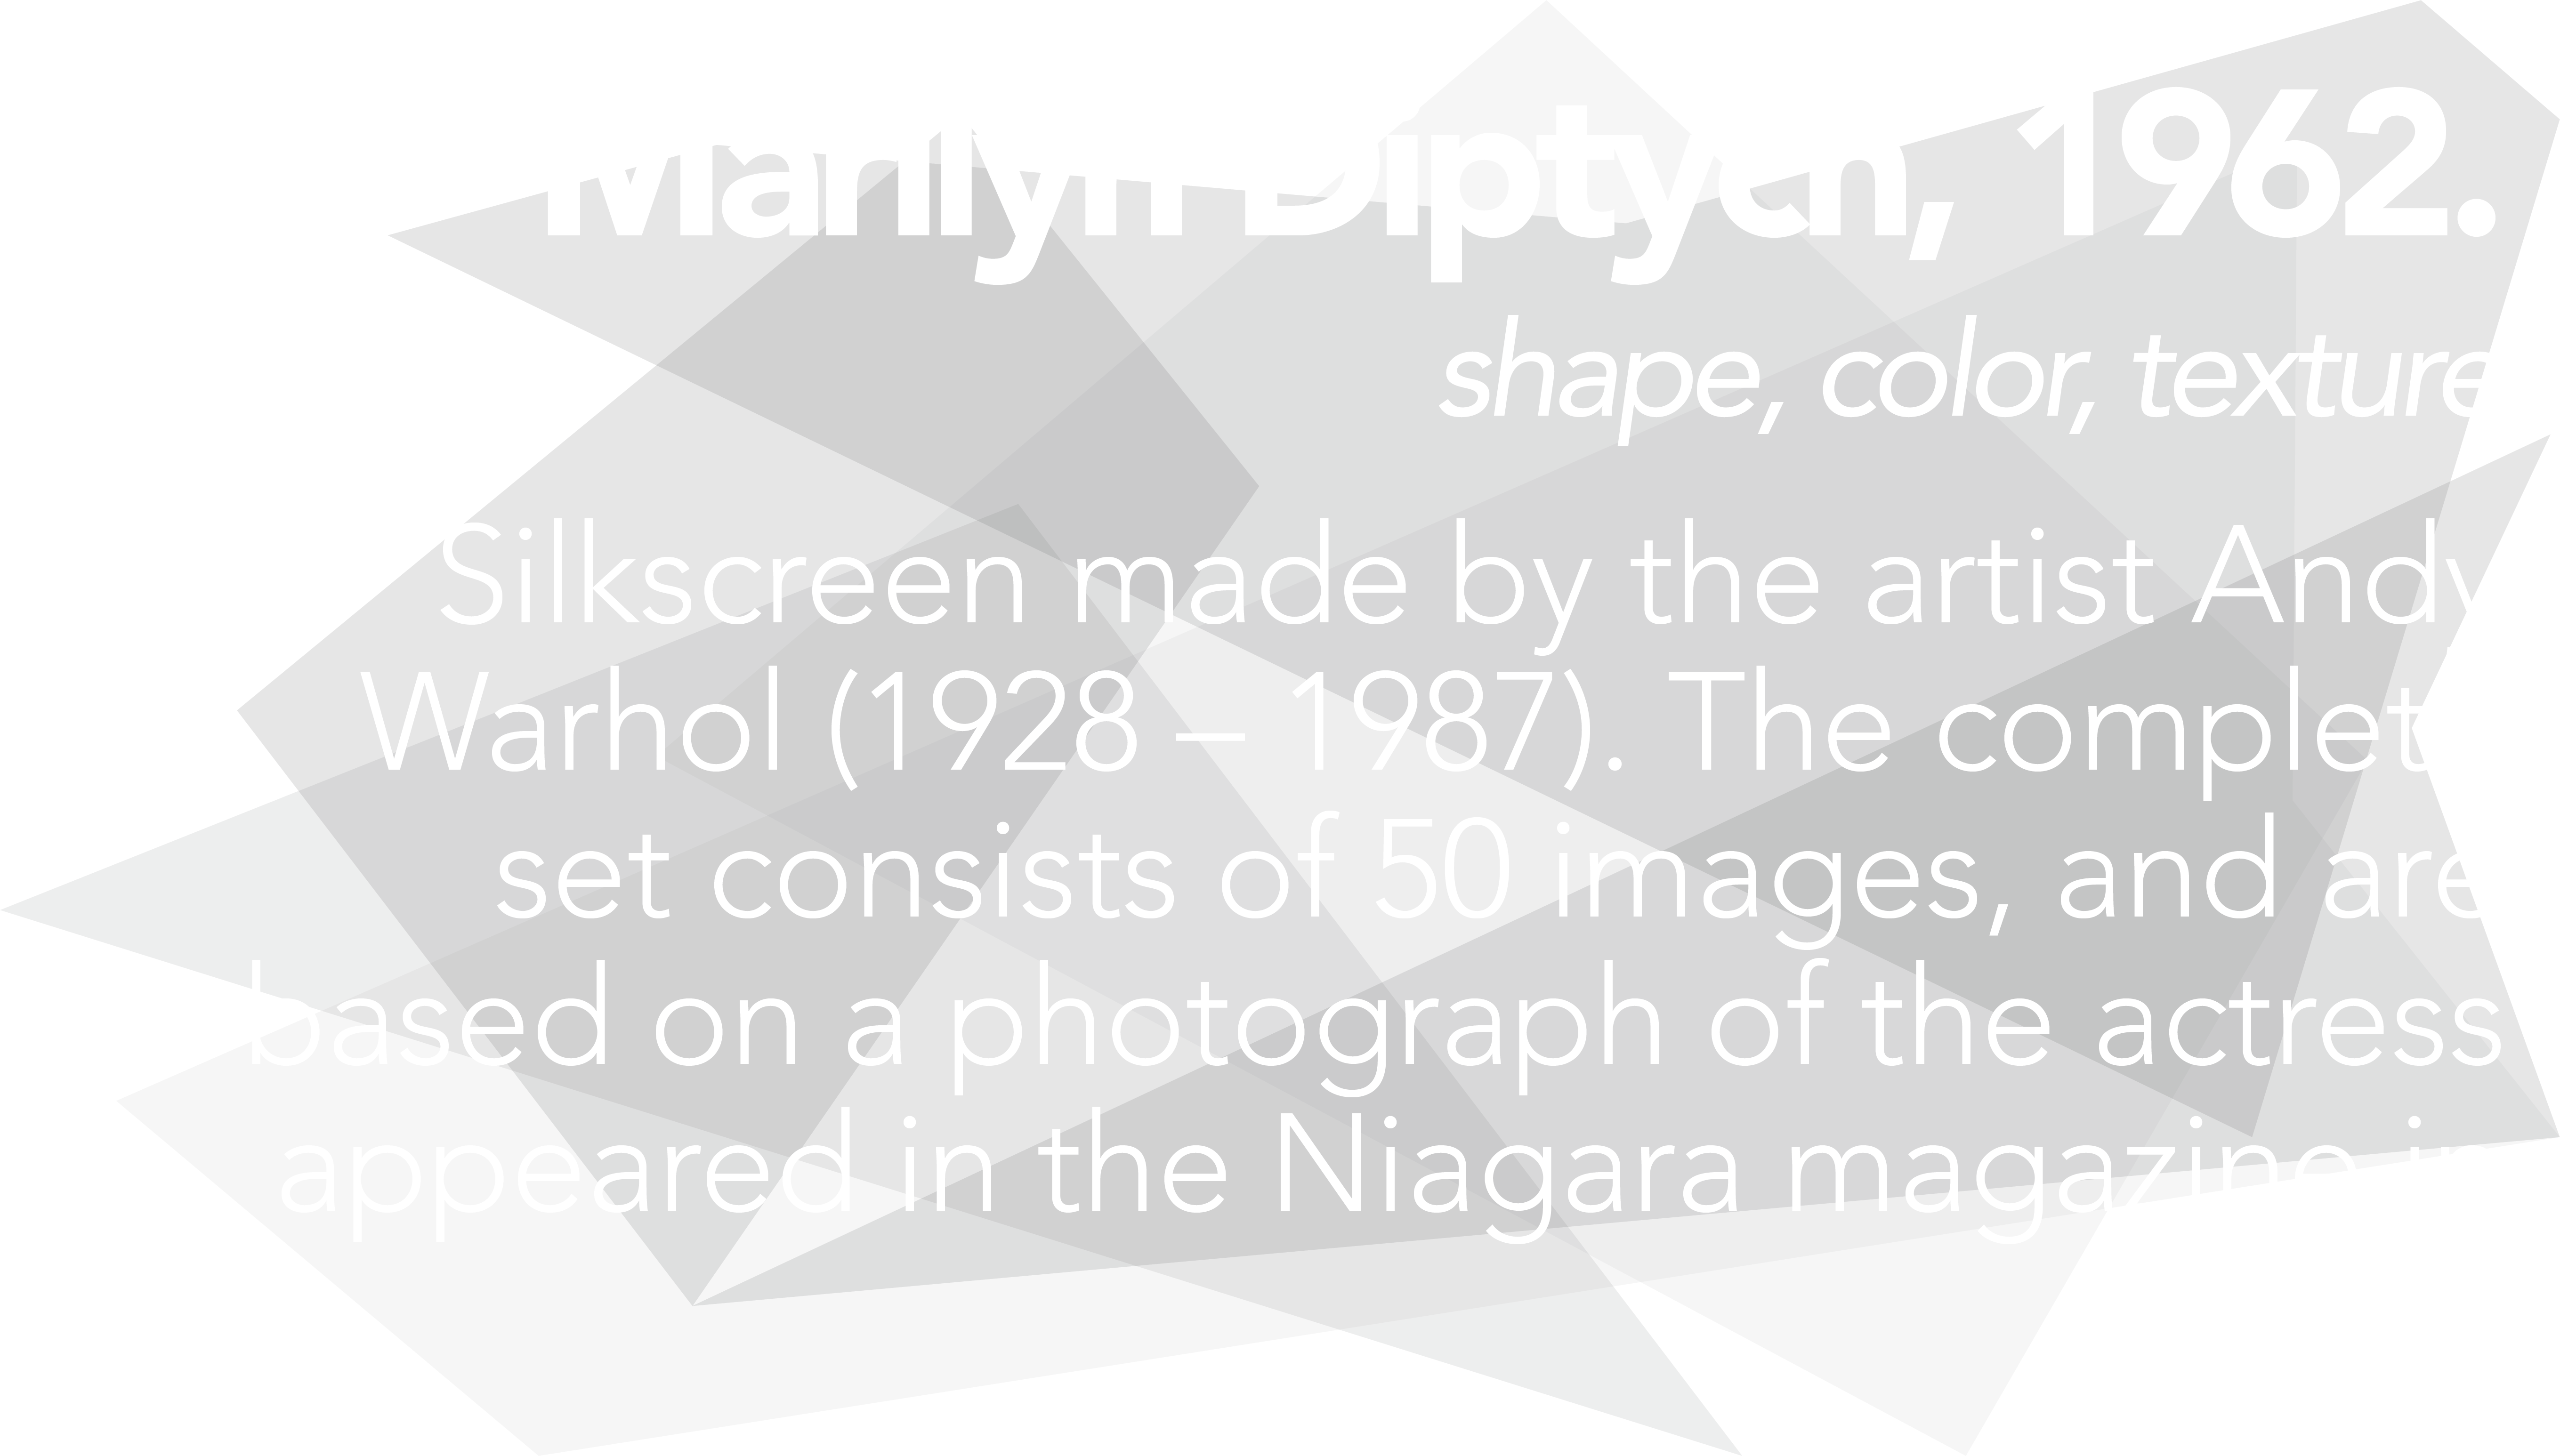 Marilyn Diptych, 1962.
shape, color, texture
Silkscreen made by the artist Andy
Warhol (1928 – 1987). The complete
set consists of 50 images, and are
based on a photograph of the actress
appeared in the Niagara magazine in